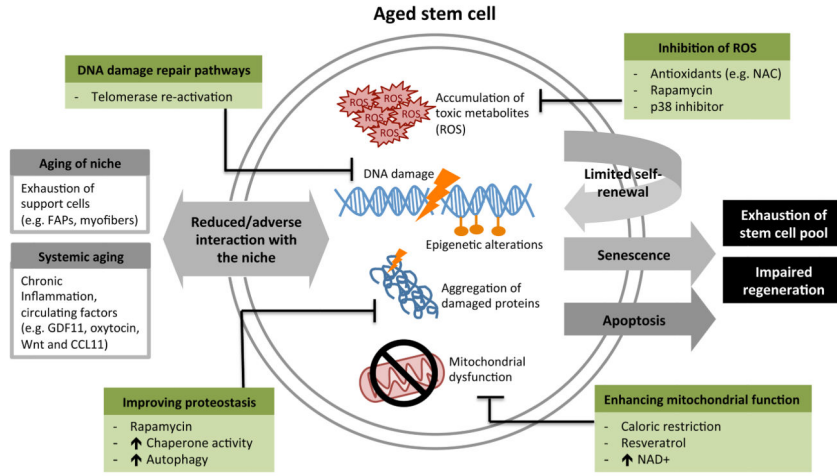 Aged stem cell
DNA damage repair pathways
- Telomerase re-activation
Inhibition of ROS
- Antioxidants (e.g. NAC)
- Rapamycin
- p38 inhibitor
ROS ROS
ROS ROS
ROS
ROS
Accumulation of
toxic metabolites
(ROS)
Aging of niche
Exhaustion of
support cells
(e.g. FAPs, myofibers)
Systemic aging
Chronic
Inflammation,
circulating factors
(e.g. GDF11, oxytocin,
Wnt and CCL11)
Reduced/adverse
interaction with
the niche
DNA damage
Epigenetic alterations
Aggregation of
damaged proteins
Mitochondrial
dysfunction
Limited self-
renewal
Senescence
Apoptosis
Exhaustion of
stem cell pool
Impaired
regeneration
Improving proteostasis
- Rapamycin
- ↑ Chaperone activity
- ↑ Autophagy
Enhancing mitochondrial function
- Caloric restriction
- Resveratrol
- ↑ NAD+